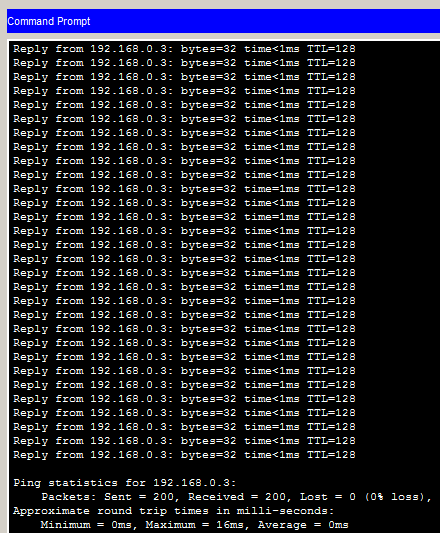 Command Prompt
Reply from 192.168.0.3: bytes=32 time<1ms TTL=128
Reply from 192.168.0.3: bytes=32 time<1ms TTL=128
Reply from 192.168.0.3: bytes=32 time<1ms TTL=128
Reply from 192.168.0.3: bytes=32 time<1ms TTL=128
Reply from 192.168.0.3: bytes=32 time<1ms TTL=128
Reply from 192.168.0.3: bytes=32 time<1ms TTL=128
Reply from 192.168.0.3: bytes=32 time<1ms TTL=128
Reply from 192.168.0.3: bytes=32 time<1ms TTL=128
Reply from 192.168.0.3: bytes=32 time<1ms TTL=128
Reply from 192.168.0.3: bytes=32 time<1ms TTL=128
Reply from 192.168.0.3: bytes=32 time=1ms TTL=128
Reply from 192.168.0.3: bytes=32 time<1ms TTL=128
Reply from 192.168.0.3: bytes=32 time=1ms TTL=128
Reply from 192.168.0.3: bytes=32 time<1ms TTL=128
Reply from 192.168.0.3: bytes=32 time<1ms TTL=128
Reply from 192.168.0.3: bytes=32 time<1ms TTL=128
Reply from 192.168.0.3: bytes=32 time=1ms TTL=128
Reply from 192.168.0.3: bytes=32 time<1ms TTL=128
Reply from 192.168.0.3: bytes=32 time=1ms TTL=128
Reply from 192.168.0.3: bytes=32 time<1ms TTL=128
Reply from 192.168.0.3: bytes=32 time<1ms TTL=128
Reply from 192.168.0.3: bytes=32 time<1ms TTL=128
Reply from 192.168.0.3: bytes=32 time<1ms TTL=128
Reply from 192.168.0.3: bytes=32 time<1ms TTL=128
Reply from 192.168.0.3: bytes=32 time=1ms TTL=128
Reply from 192.168.0.3: bytes=32 time=1ms TTL=128
Reply from 192.168.0.3: bytes=32 time<1ms TTL=128
Reply from 192.168.0.3: bytes=32 time=1ms TTL=128
Reply from 192.168.0.3: bytes=32 time<1ms TTL=128
Reply from 192.168.0.3: bytes=32 time<1ms TTL=128
Ping statistics for 192.168.0.3:
Packets: Sent = 200, Received = 200, Lost = 0 (0% loss),
Approximate round trip times in milli-seconds:
Minimum = 0ms, Maximum = 16ms, Average = 0ms